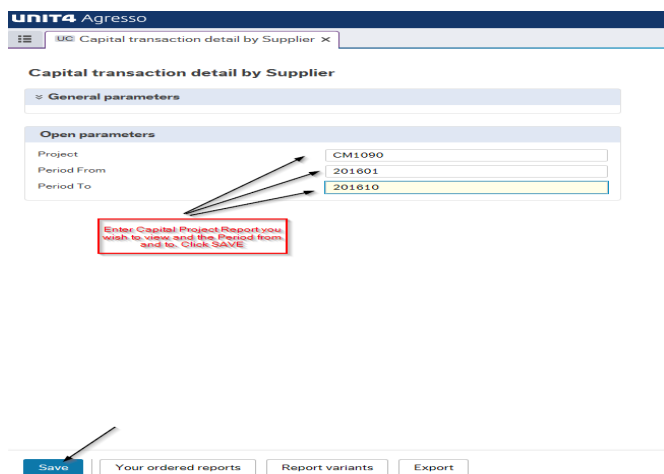 UNIT4 Agresso
UC Capital transaction detail by Supplier ×
Capital transaction detail by Supplier
General parameters
Open parameters
Project CM1090
Period From 201601
Period To 201610
Enter Capital Project Report you
wish to view and the Period from
and to. Click SAVE
Save Your ordered reports Report variants Export